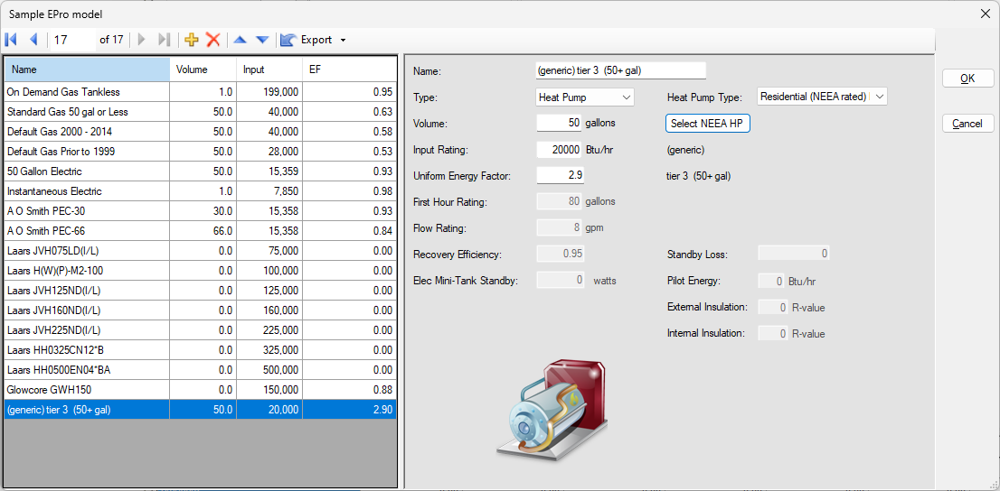 Sample EPro model
17 of 17 Export
Name Volume Input EF
On Demand Gas Tankless 1.0 199,000 0.95
Standard Gas 50 gal or Less 50.0 40,000 0.63
Default Gas 2000 - 2014 50.0 40,000 0.58
Default Gas Prior to 1999 50.0 28,000 0.53
50 Gallon Electric 50.0 15,359 0.93
Instantaneous Electric 1.0 7,850 0.98
A O Smith PEC-30 30.0 15,358 0.93
A O Smith PEC-66 66.0 15,358 0.84
Laars JVH075LD(I/L) 0.0 75,000 0.00
Laars H(W)(P)-M2-100 0.0 100,000 0.00
Laars JVH125ND(I/L) 0.0 125,000 0.00
Laars JVH160ND(I/L) 0.0 160,000 0.00
Laars JVH225ND(I/L) 0.0 225,000 0.00
Laars HH0325CN12*B 0.0 325,000 0.00
Laars HH0500EN04*BA 0.0 500,000 0.00
Glowcore GWH150 0.0 150,000 0.88
(generic) tier 3 (50+ gal) 50.0 20,000 2.90
Name: (generic) tier 3 (50+ gal)
Type: Heat Pump Heat Pump Type: Residential (NEEA rated)
Volume: 50 gallons Select NEEA HP
Input Rating: 20000 Btu/hr (generic)
Uniform Energy Factor: 2.9 tier 3 (50+ gal)
First Hour Rating: 80 gallons
Flow Rating: 8 gpm
Recovery Efficiency: 0.95 Standby Loss: 0
Elec Mini-Tank Standby: 0 watts Pilot Energy: 0 Btu/hr
External Insulation: 0 R-value
Internal Insulation: 0 R-value
OK
Cancel